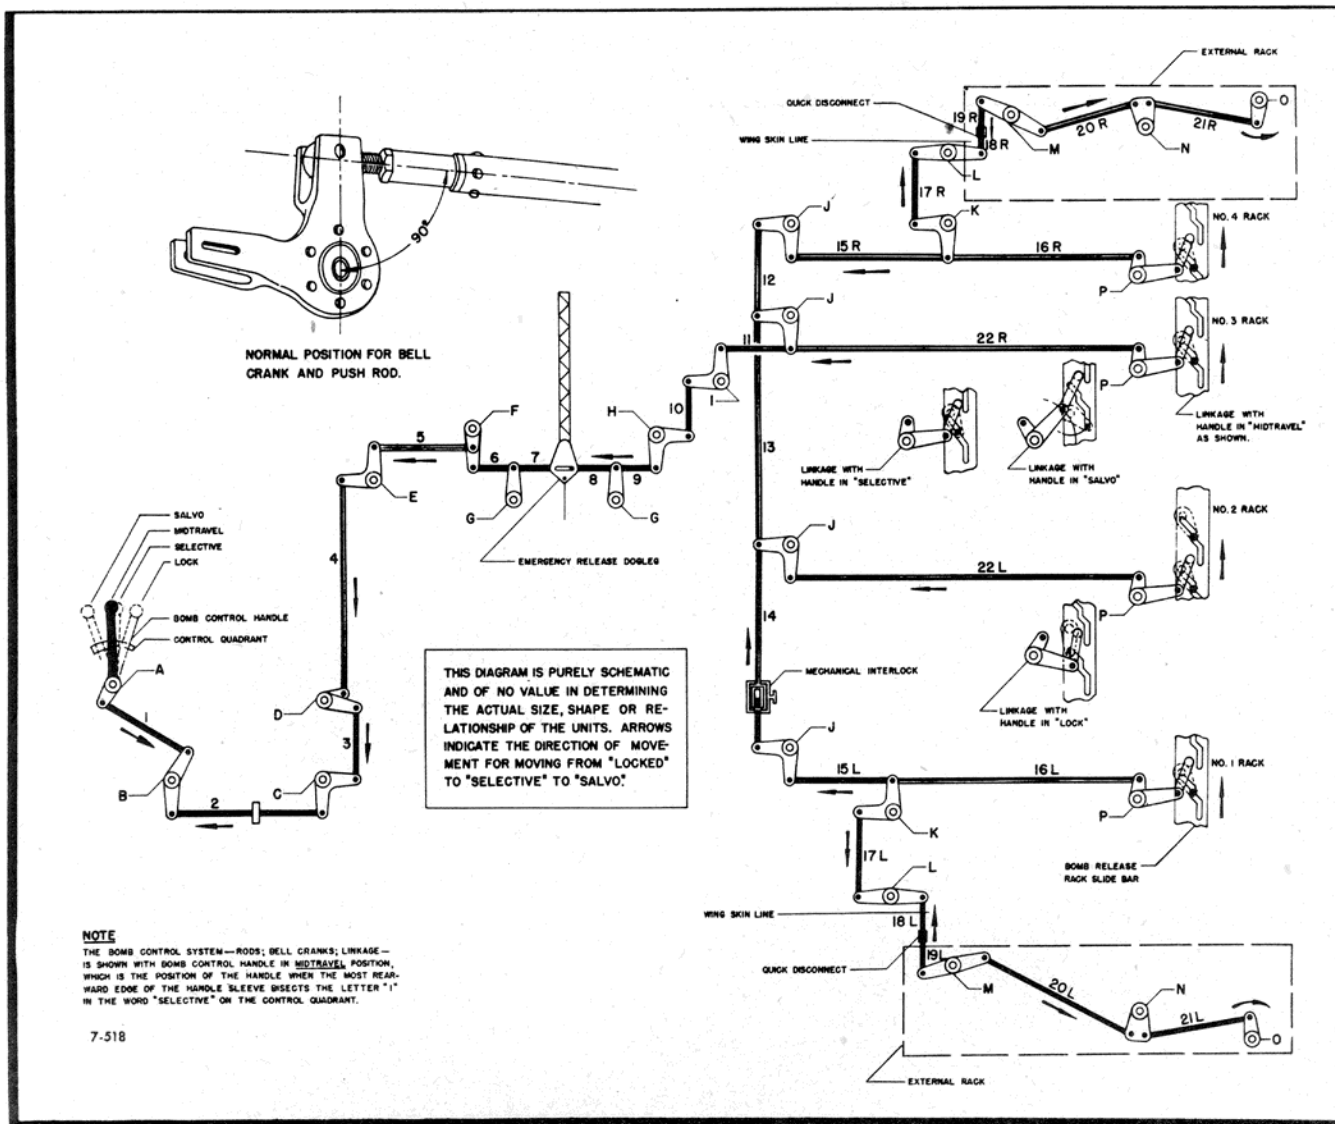 EXTERNAL RACK
QUICK DISCONNECT
WING SKIN LINE
19 R
18 R
20 R
21R
M
N
O
L
17 R
K
J
NO. 4 RACK
15 R
16 R
P
12
90°
NORMAL POSITION FOR BELL
CRANK AND PUSH ROD.
J
NO. 3 RACK
11
22 R
P
10
I
F
H
5
6
7
8
9
E
G
G
EMERGENCY RELEASE DOGLEG
13
LINKAGE WITH
HANDLE IN "SELECTIVE"
LINKAGE WITH
HANDLE IN "SALVO"
LINKAGE WITH
HANDLE IN "MIDTRAVEL"
AS SHOWN.
SALVO
MIDTRAVEL
SELECTIVE
LOCK
BOMB CONTROL HANDLE
CONTROL QUADRANT
4
A
1
B
2
C
3
D
J
NO. 2 RACK
22 L
P
14
MECHANICAL INTERLOCK
LINKAGE WITH
HANDLE IN "LOCK"
THIS DIAGRAM IS PURELY SCHEMATIC
AND OF NO VALUE IN DETERMINING
THE ACTUAL SIZE, SHAPE OR RE-
LATIONSHIP OF THE UNITS. ARROWS
INDICATE THE DIRECTION OF MOVE-
MENT FOR MOVING FROM "LOCKED"
TO "SELECTIVE" TO "SALVO."
J
NO. 1 RACK
15 L
16 L
P
K
17 L
L
BOMB RELEASE
RACK SLIDE BAR
WING SKIN LINE
18 L
QUICK DISCONNECT
19 L
M
20 L
N
21 L
O
EXTERNAL RACK
NOTE
THE BOMB CONTROL SYSTEM—RODS; BELL CRANKS; LINKAGE—
IS SHOWN WITH BOMB CONTROL HANDLE IN MIDTRAVEL POSITION,
WHICH IS THE POSITION OF THE HANDLE WHEN THE MOST REAR-
WARD EDGE OF THE HANDLE SLEEVE BISECTS THE LETTER "I"
IN THE WORD "SELECTIVE" ON THE CONTROL QUADRANT.
7-518